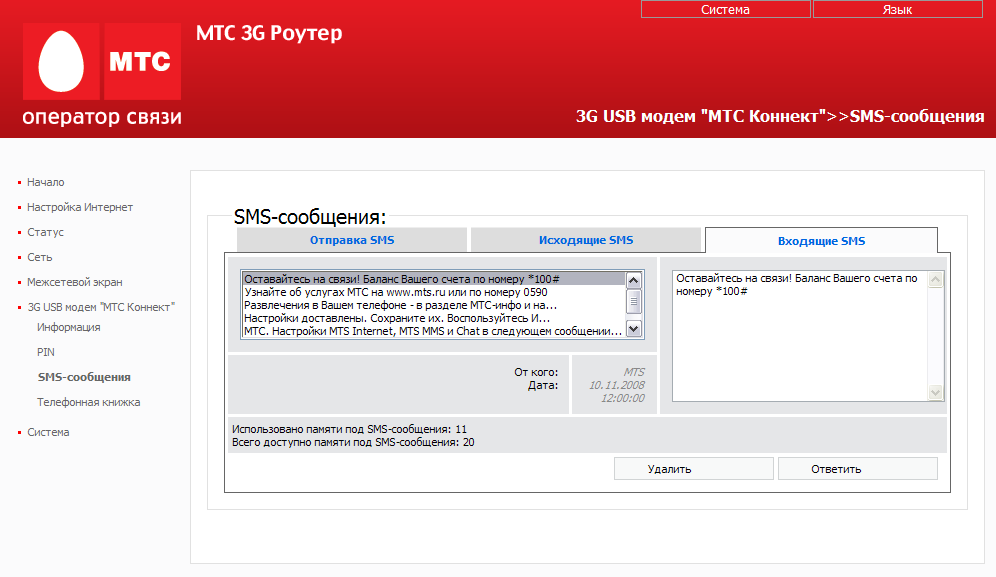 Система
Язык
МТС 3G Роутер
МТС
оператор связи
3G USB модем "МТС Коннект">>SMS-сообщения
Начало
Настройка Интернет
Статус
Сеть
Межсетевой экран
3G USB модем "МТС Коннект"
Информация
PIN
SMS-сообщения
Телефонная книжка
Система
SMS-сообщения:
Отправка SMS
Исходящие SMS
Входящие SMS
Оставайтесь на связи! Баланс Вашего счета по номеру *100#
Узнайте об услугах МТС на www.mts.ru или по номеру 0590
Развлечения в Вашем телефоне - в разделе МТС-инфо и на...
Настройки доставлены. Сохраните их. Воспользуйтесь И...
МТС. Настройки MTS Internet, MTS MMS и Chat в следующем сообщении...
Оставайтесь на связи! Баланс Вашего счета по
номеру *100#
От кого:
MTS
Дата:
10.11.2008
12:00:00
Использовано памяти под SMS-сообщения: 11
Всего доступно памяти под SMS-сообщения: 20
Удалить
Ответить